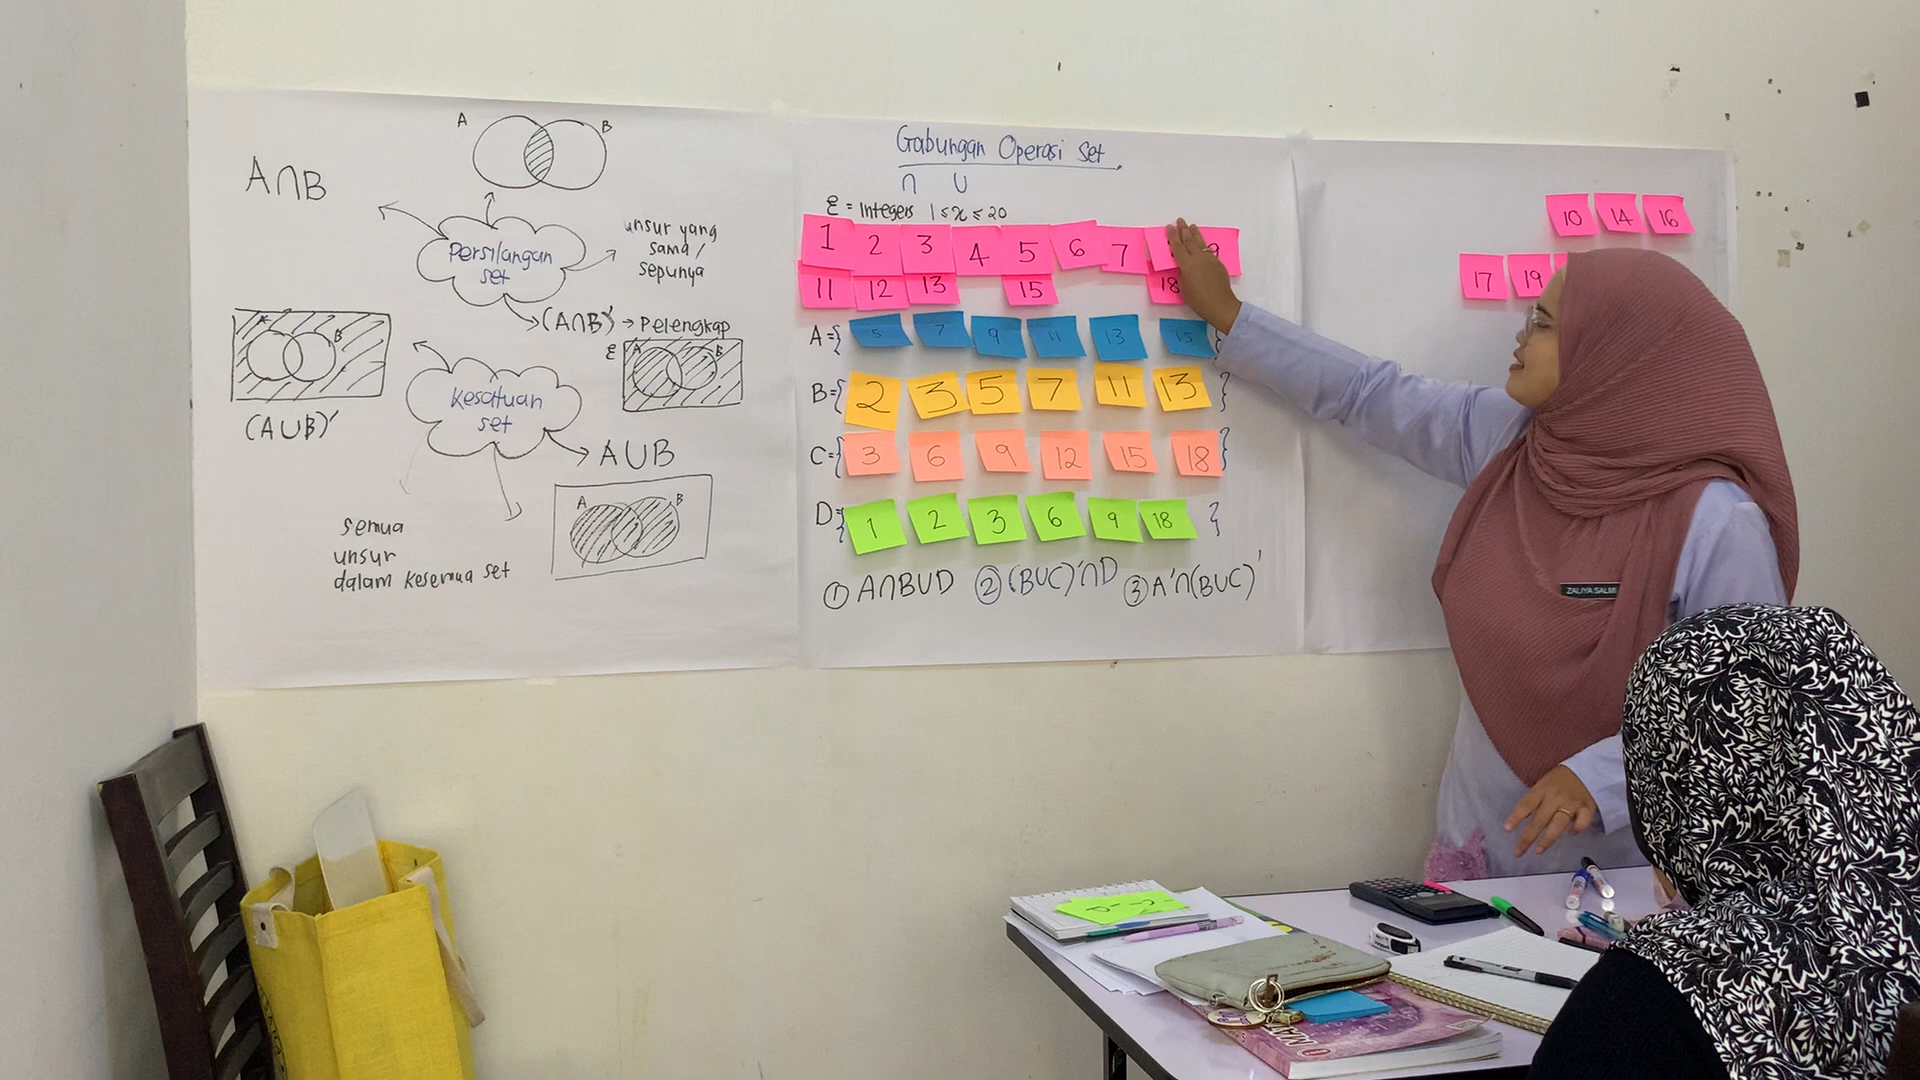 A B
A∩B
Persilangan
set
unsur yang
sama/
sepunya
(A∩B)' → Pelengkap
ξ A B
B
(A∪B)'
Kesatuan
set
A∪B
A B
semua
unsur
dalam kesemua set
Gabungan Operasi Set
∩ ∪
ξ = Integers 1 ≤ x ≤ 20
1 2 3 4 5 6 7 9
11 12 13 15 18
A={ 5 7 9 11 13 15 }
B={ 2 3 5 7 11 13 }
C={ 3 6 9 12 15 18 }
D={ 1 2 3 6 9 18 }
① A∩B∪D ② (B∪C)'∩D ③ A'∩(B∪C)'
10 14 16
17 19
ZALIYA SALMI